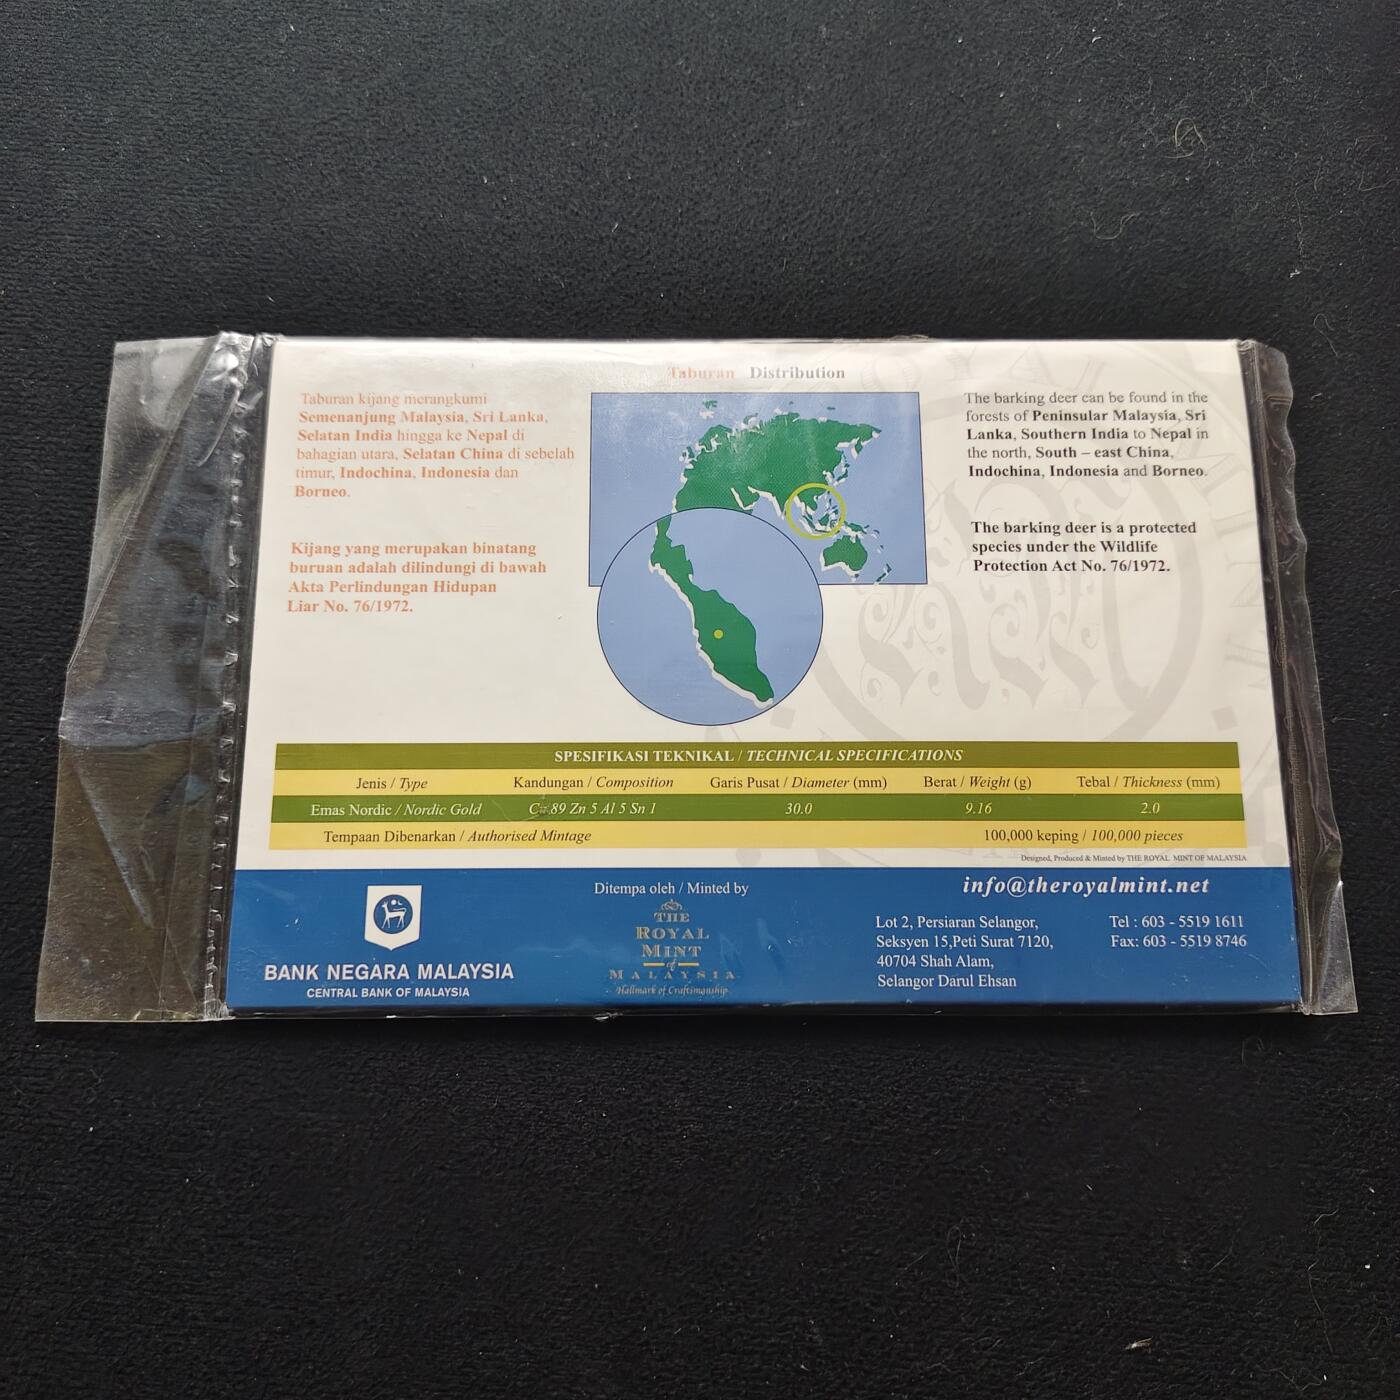 Taburan Distribution
Taburan kijang merangkumi
Semenanjung Malaysia, Sri Lanka,
Selatan India hingga ke Nepal di
bahagian utara, Selatan China di sebelah
timur, Indochina, Indonesia dan
Borneo.
Kijang yang merupakan binatang
buruan adalah dilindungi di bawah
Akta Perlindungan Hidupan
Liar No. 76/1972.
The barking deer can be found in the
forests of Peninsular Malaysia, Sri
Lanka, Southern India to Nepal in
the north, South – east China,
Indochina, Indonesia and Borneo.
The barking deer is a protected
species under the Wildlife
Protection Act No. 76/1972.
SPESIFIKASI TEKNIKAL / TECHNICAL SPECIFICATIONS
Jenis / Type Kandungan / Composition Garis Pusat / Diameter (mm) Berat / Weight (g) Tebal / Thickness (mm)
Emas Nordic / Nordic Gold Cu 89 Zn 5 Al 5 Sn 1 30.0 9.16 2.0
Tempaan Dibenarkan / Authorised Mintage 100,000 keping / 100,000 pieces
Designed, Produced & Minted by THE ROYAL MINT OF MALAYSIA
BANK NEGARA MALAYSIA
CENTRAL BANK OF MALAYSIA
Ditempa oleh / Minted by
THE
ROYAL
MINT
of
MALAYSIA
Hallmark of Craftsmanship
info@theroyalmint.net
Lot 2, Persiaran Selangor,
Seksyen 15,Peti Surat 7120,
40704 Shah Alam,
Selangor Darul Ehsan
Tel : 603 - 5519 1611
Fax: 603 - 5519 8746